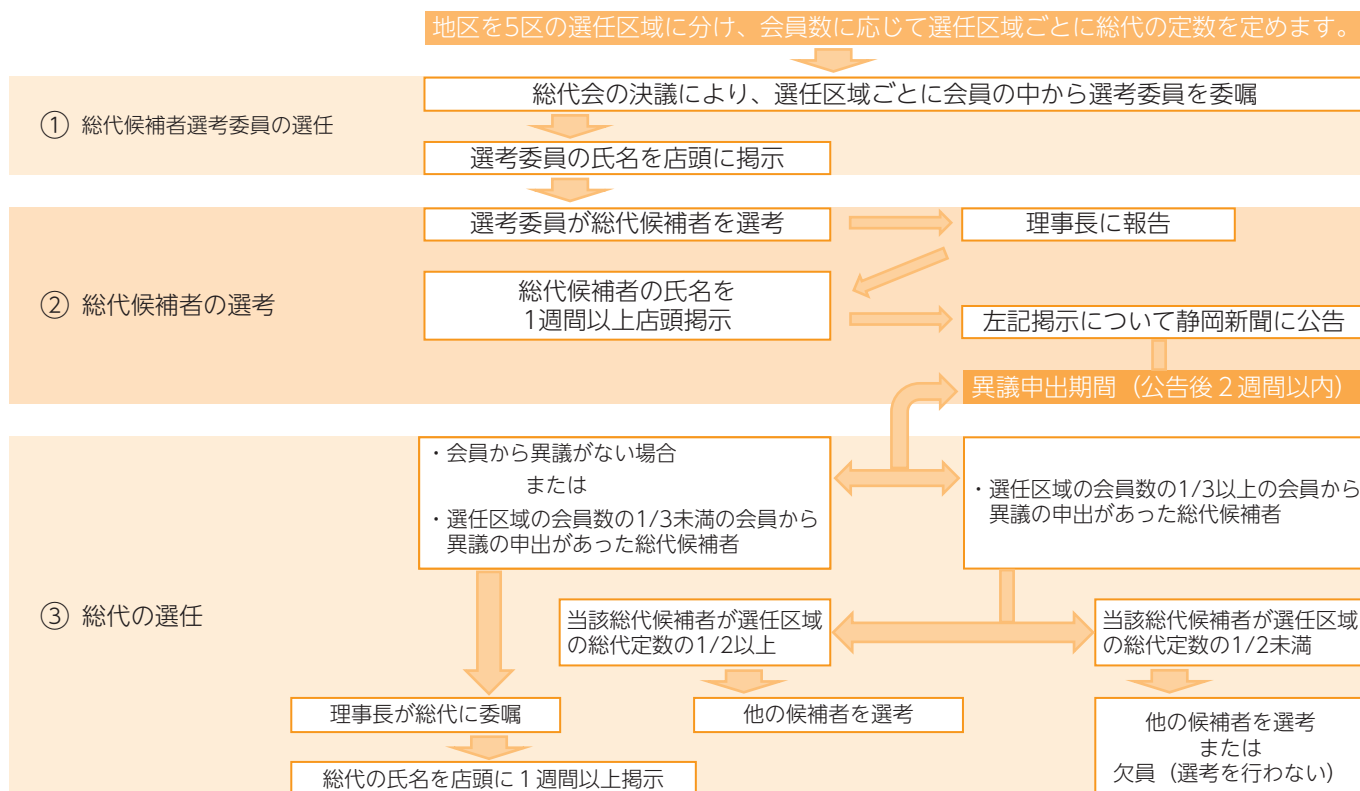 地区を5区の選任区域に分け、会員数に応じて選任区域ごとに総代の定数を定めます。
① 総代候補者選考委員の選任
総代会の決議により、選任区域ごとに会員の中から選考委員を委嘱
選考委員の氏名を店頭に掲示
② 総代候補者の選考
選考委員が総代候補者を選考
理事長に報告
総代候補者の氏名を
1週間以上店頭掲示
左記掲示について静岡新聞に公告
異議申出期間（公告後２週間以内）
③ 総代の選任
・会員から異議がない場合
または
・選任区域の会員数の1/3未満の会員から
異議の申出があった総代候補者
・選任区域の会員数の1/3以上の会員から
異議の申出があった総代候補者
当該総代候補者が選任区域
の総代定数の1/2以上
当該総代候補者が選任区域
の総代定数の1/2未満
理事長が総代に委嘱
他の候補者を選考
他の候補者を選考
または
欠員（選考を行わない）
総代の氏名を店頭に１週間以上掲示